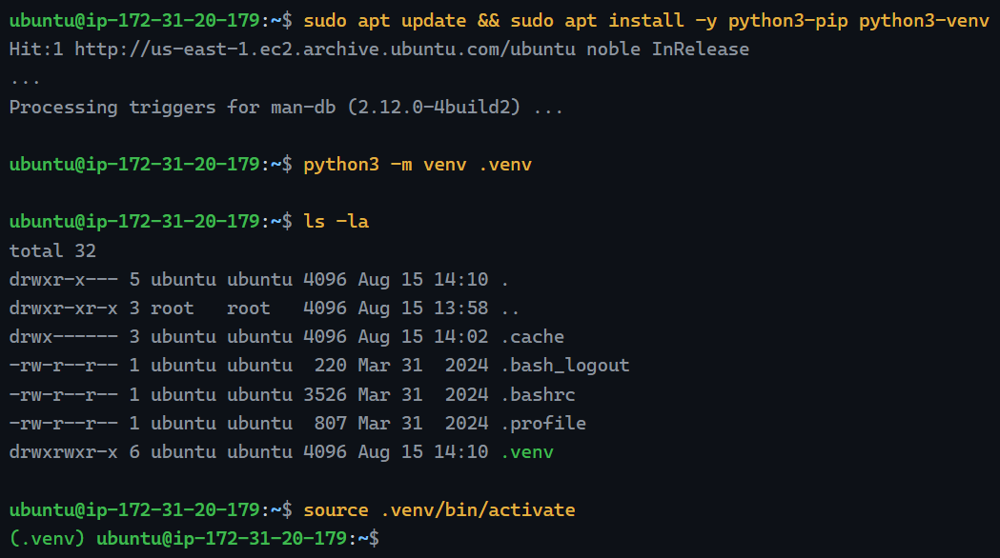 ubuntu@ip-172-31-20-179:~$ sudo apt update && sudo apt install -y python3-pip python3-venv
Hit:1 http://us-east-1.ec2.archive.ubuntu.com/ubuntu noble InRelease
...
Processing triggers for man-db (2.12.0-4build2) ...
ubuntu@ip-172-31-20-179:~$ python3 -m venv .venv
ubuntu@ip-172-31-20-179:~$ ls -la
total 32
drwxr-x--- 5 ubuntu ubuntu 4096 Aug 15 14:10 .
drwxr-xr-x 3 root   root   4096 Aug 15 13:58 ..
drwx------ 3 ubuntu ubuntu 4096 Aug 15 14:02 .cache
-rw-r--r-- 1 ubuntu ubuntu  220 Mar 31  2024 .bash_logout
-rw-r--r-- 1 ubuntu ubuntu 3526 Mar 31  2024 .bashrc
-rw-r--r-- 1 ubuntu ubuntu  807 Mar 31  2024 .profile
drwxrwxr-x 6 ubuntu ubuntu 4096 Aug 15 14:10 .venv
ubuntu@ip-172-31-20-179:~$ source .venv/bin/activate
(.venv) ubuntu@ip-172-31-20-179:~$